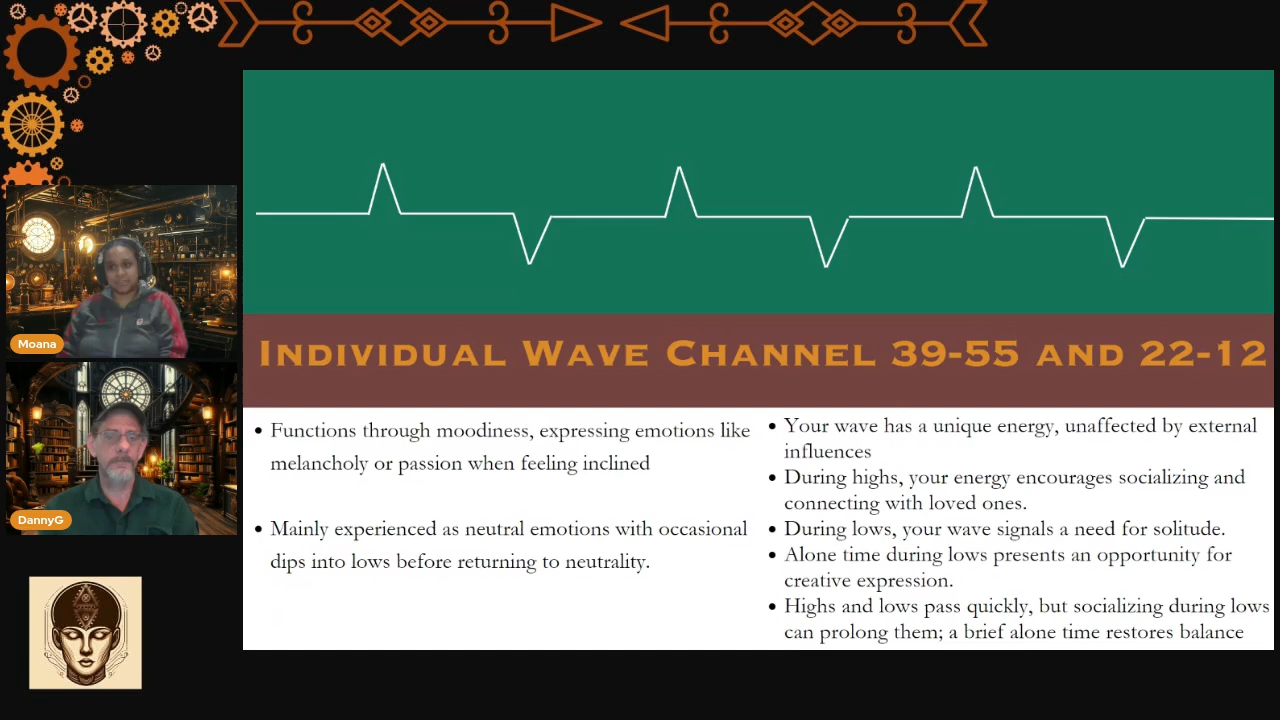 Moana
DannyG
INDIVIDUAL WAVE CHANNEL 39-55 AND 22-12
• Functions through moodiness, expressing emotions like
melancholy or passion when feeling inclined
• Mainly experienced as neutral emotions with occasional
dips into lows before returning to neutrality.
• Your wave has a unique energy, unaffected by external
influences
• During highs, your energy encourages socializing and
connecting with loved ones.
• During lows, your wave signals a need for solitude.
• Alone time during lows presents an opportunity for
creative expression.
• Highs and lows pass quickly, but socializing during lows
can prolong them; a brief alone time restores balance